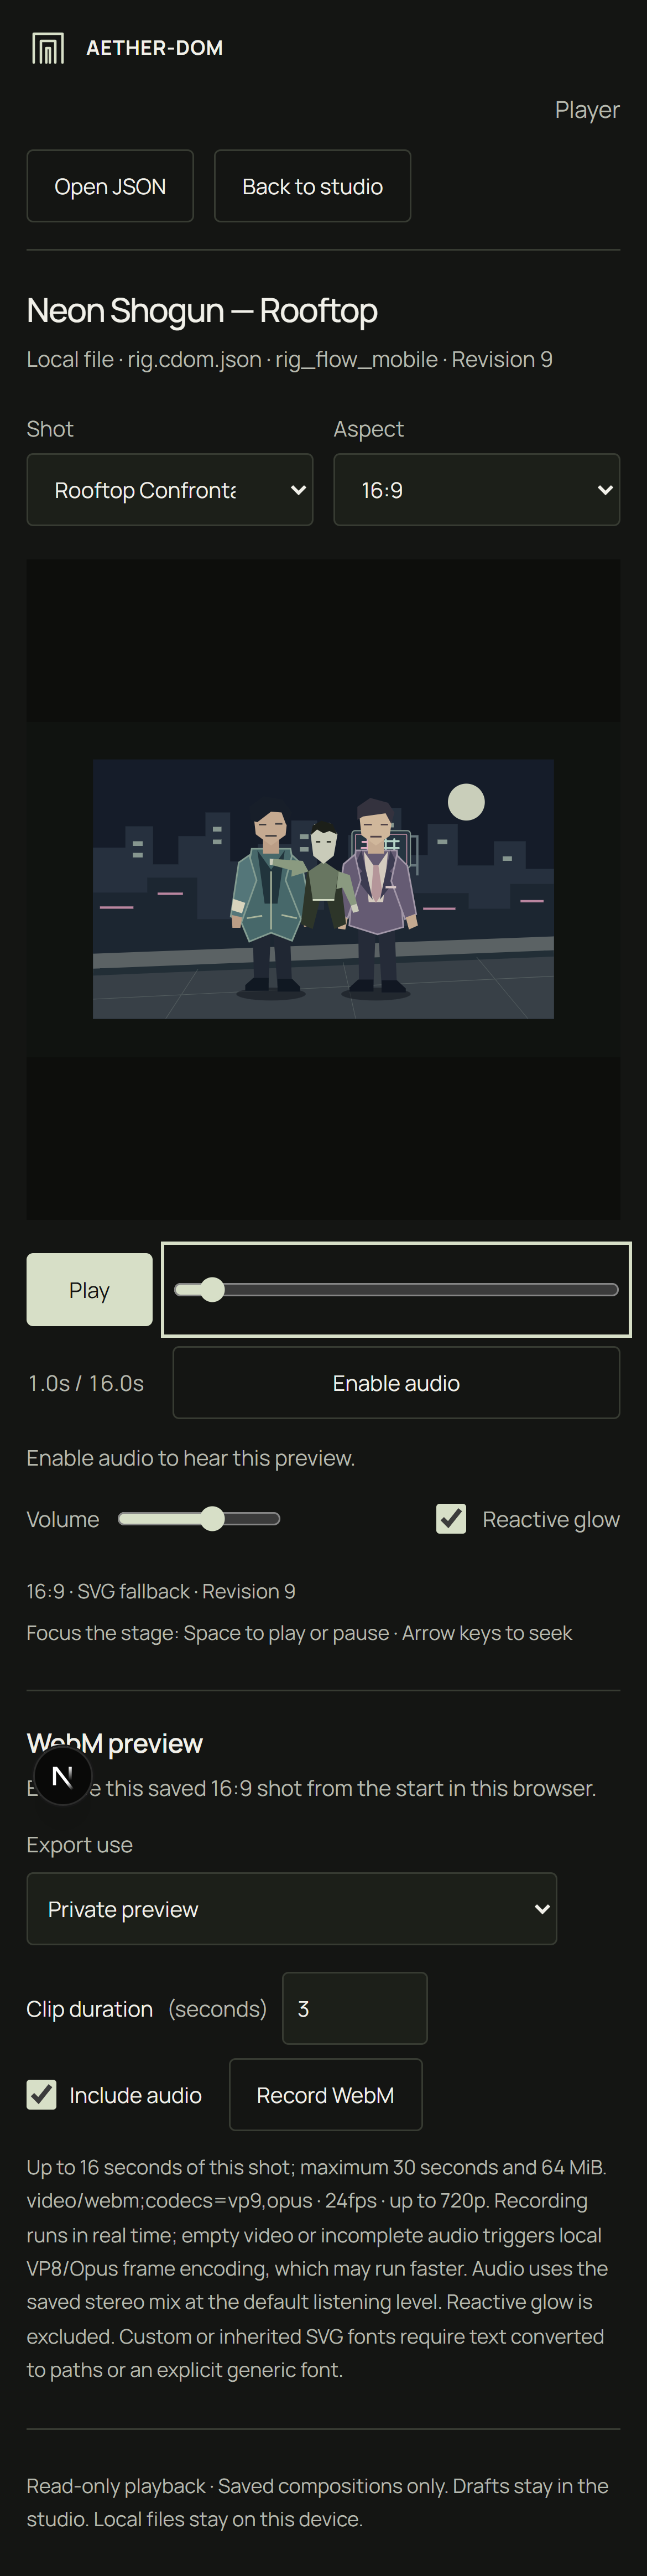 AETHER-DOM
Player
Open JSON
Back to studio
Neon Shogun — Rooftop
Local file · rig.cdom.json · rig_flow_mobile · Revision 9
Shot
Aspect
Rooftop Confronta
16:9
Play
1.0s / 16.0s
Enable audio
Enable audio to hear this preview.
Volume
Reactive glow
16:9 · SVG fallback · Revision 9
Focus the stage: Space to play or pause · Arrow keys to seek
WebM preview
N
this saved 16:9 shot from the start in this browser.
Export use
Private preview
Clip duration (seconds)
3
Include audio
Record WebM
Up to 16 seconds of this shot; maximum 30 seconds and 64 MiB.
video/webm;codecs=vp9,opus · 24fps · up to 720p. Recording
runs in real time; empty video or incomplete audio triggers local
VP8/Opus frame encoding, which may run faster. Audio uses the
saved stereo mix at the default listening level. Reactive glow is
excluded. Custom or inherited SVG fonts require text converted
to paths or an explicit generic font.
Read-only playback · Saved compositions only. Drafts stay in the
studio. Local files stay on this device.